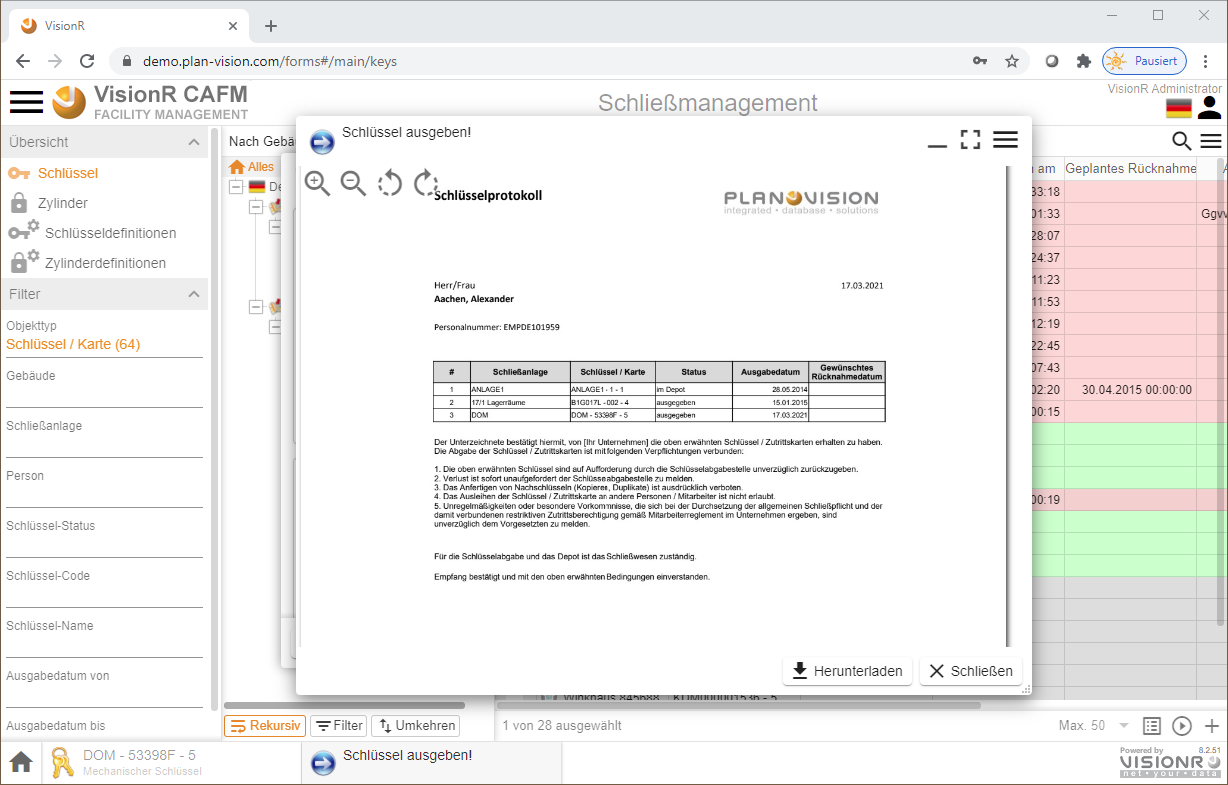 VisionR
demo.plan-vision.com/forms#/main/keys
Pausiert
VisionR CAFM
FACILITY MANAGEMENT
Schließmanagement
VisionR Administrator
Übersicht
Schlüssel
Zylinder
Schlüsseldefinitionen
Zylinderdefinitionen
Filter
Objekttyp
Schlüssel / Karte (64)
Gebäude
Schließanlage
Person
Schlüssel-Status
Schlüssel-Code
Schlüssel-Name
Ausgabedatum von
Ausgabedatum bis
Nach Gebä
Alles
De
Schlüssel ausgeben!
Schlüsselprotokoll
PLAN VISION
integrated • database • solutions
Herr/Frau
17.03.2021
Aachen, Alexander
Personalnummer: EMPDE101959
# Schließanlage Schlüssel / Karte Status Ausgabedatum Gewünschtes Rücknahmedatum
1 ANLAGE1 ANLAGE1 - 1 - 1 im Depot 28.05.2014
2 17/1 Lagerräume B1G017L -002 - 4 ausgegeben 15.01.2015
3 DOM DOM - 53398F - 5 ausgegeben 17.03.2021
Der Unterzeichnete bestätigt hiermit, von [Ihr Unternehmen] die oben erwähnten Schlüssel / Zutrittskarten erhalten zu haben.
Die Abgabe der Schlüssel / Zutrittskarten ist mit folgenden Verpflichtungen verbunden:
1. Die oben erwähnten Schlüssel sind auf Aufforderung durch die Schlüsselabgabestelle unverzüglich zurückzugeben.
2. Verlust ist sofort unaufgefordert der Schlüsseabgabestelle zu melden.
3. Das Anfertigen von Nachschlüsseln (Kopieren, Duplikate) ist ausdrücklich verboten.
4. Das Ausleihen der Schlüssel / Zutrittskarte an andere Personen / Mitarbeiter ist nicht erlaubt.
5. Unregelmäßigkeiten oder besondere Vorkommnisse, die sich bei der Durchsetzung der allgemeinen Schließpflicht und der
damit verbundenen restriktiven Zutrittsberechtigung gemäß Mitarbeiterreglement im Unternehmen ergeben, sind
unverzüglich dem Vorgesetzten zu melden.
Für die Schlüsselabgabe und das Depot ist das Schließwesen zuständig.
Empfang bestätigt und mit den oben erwähnten Bedingungen einverstanden.
Herunterladen
Schließen
am Geplantes Rücknahme
33:18
01:33 Ggvv
28:07
24:37
11:23
11:53
12:19
22:45
07:43
02:20 30.04.2015 00:00:00
00:15
00:19
Rekursiv
Filter
Umkehren
1 von 28 ausgewählt
Max. 50
DOM - 53398F - 5
Mechanischer Schlüssel
Schlüssel ausgeben!
Powered by 8.2.51
VISIONR
net • your • data